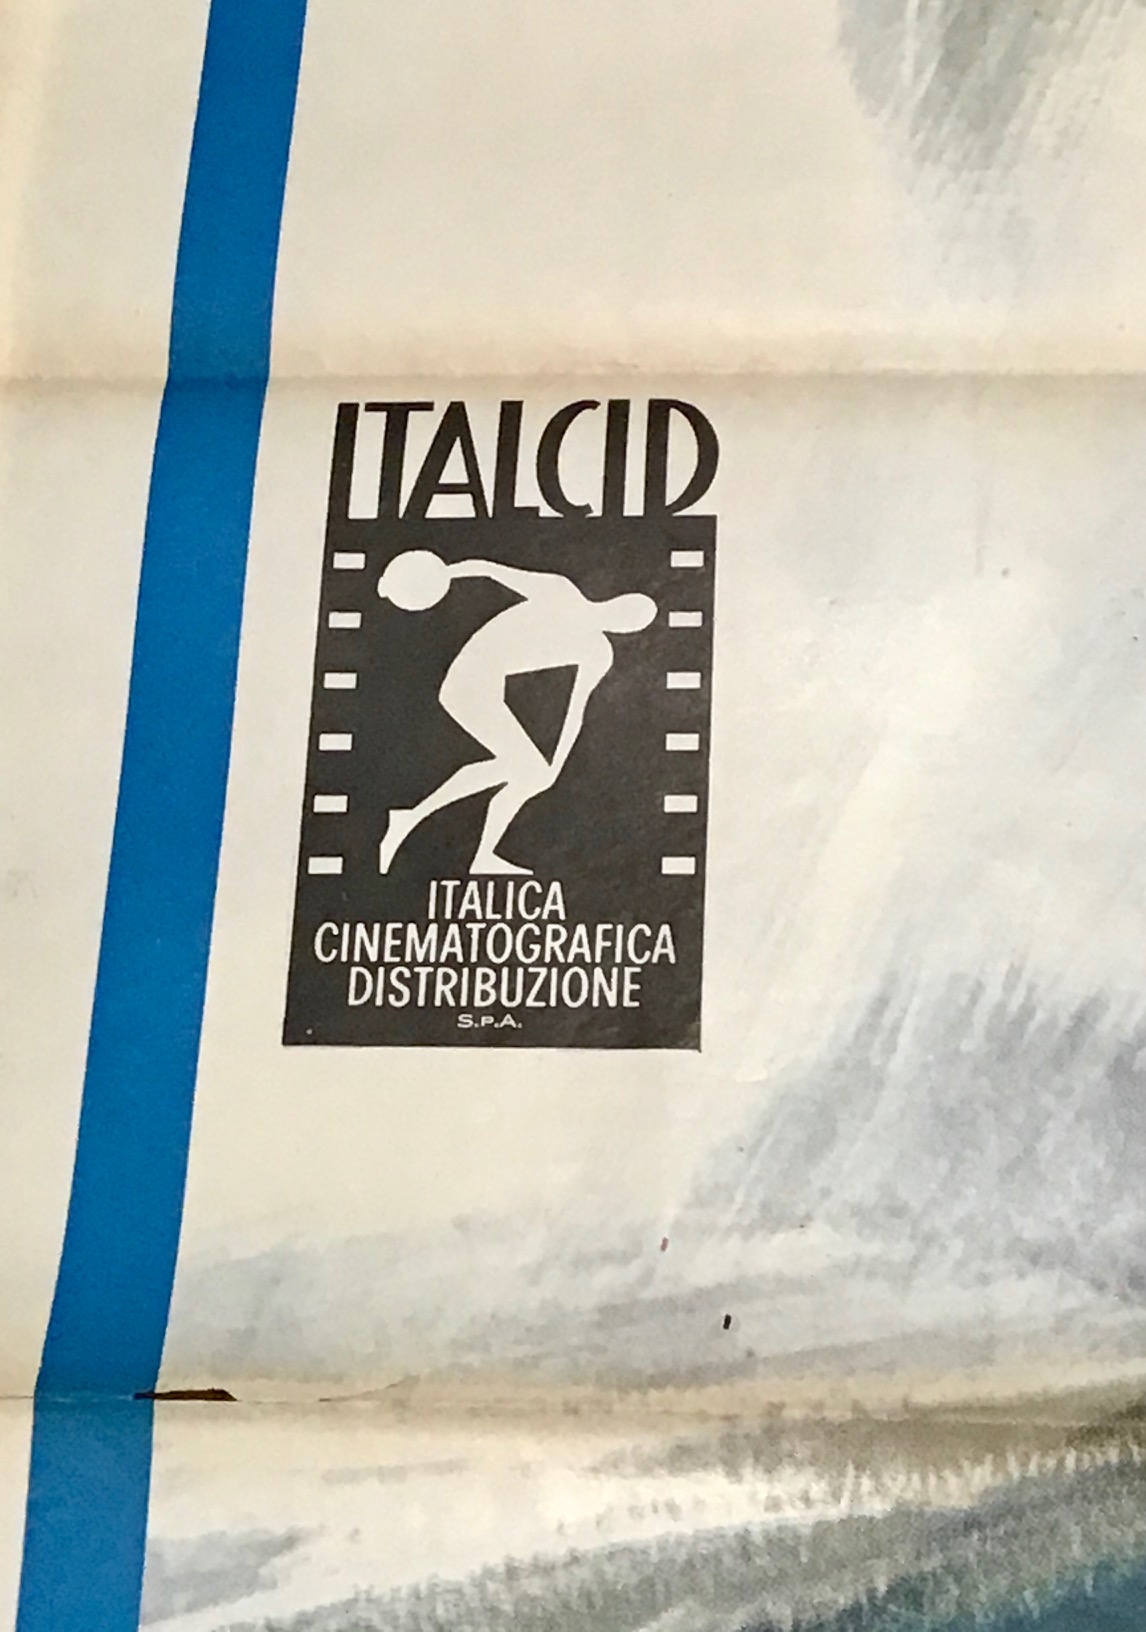 ITALCID
ITALICA
CINEMATOGRAFICA
DISTRIBUZIONE
S.P.A.